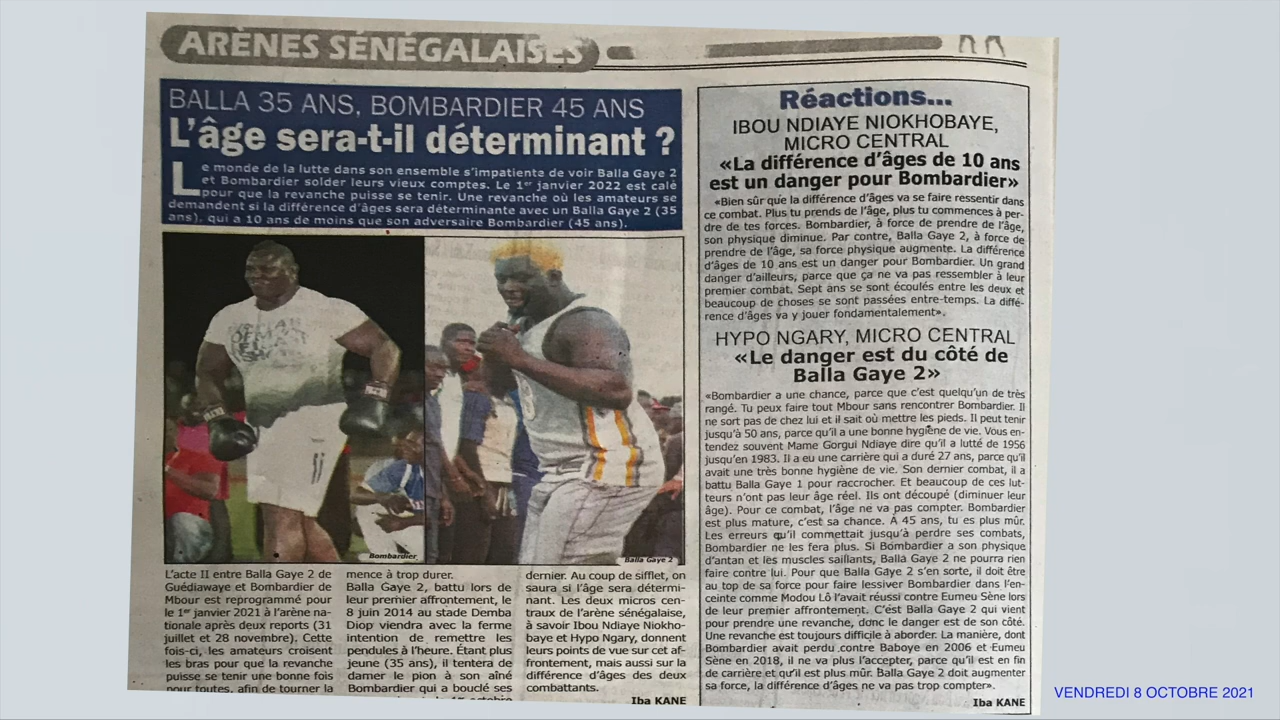 ARÈNES SÉNÉGALAISES
BALLA 35 ANS, BOMBARDIER 45 ANS
L'âge sera-t-il déterminant ?
Le monde de la lutte dans son ensemble s'impatiente de voir Balla Gaye 2
et Bombardier solder leurs vieux comptes. Le 1er janvier 2022 est calé
pour que la revanche puisse se tenir. Une revanche où les amateurs se
demandent si la différence d'âges sera déterminante avec un Balla Gaye 2 (35
ans), qui a 10 ans de moins que son adversaire Bombardier (45 ans).
Bombardier
Balla Gaye 2
L'acte II entre Balla Gaye 2 de
Guédiawaye et Bombardier de
Mbour est reprogrammé pour
le 1er janvier 2021 à l'arène na-
tionale après deux reports (31
juillet et 28 novembre). Cette
fois-ci, les amateurs croisent
les bras pour que la revanche
puisse se tenir une bonne fois
pour toutes, afin de tourner la
mence à trop durer.
Balla Gaye 2, battu lors de
leur premier affrontement, le
8 juin 2014 au stade Demba
Diop viendra avec la ferme
intention de remettre les
pendules à l'heure. Étant plus
jeune (35 ans), il tentera de
damer le pion à son aîné
Bombardier qui a bouclé ses
dernier. Au coup de sifflet, on
saura si l'âge sera détermi-
nant. Les deux micros cen-
traux de l'arène sénégalaise,
à savoir Ibou Ndiaye Niokho-
baye et Hypo Ngary, donnent
leurs points de vue sur cet af-
frontement, mais aussi sur la
différence d'âges des deux
combattants.
Iba KANE
Réactions...
IBOU NDIAYE NIOKHOBAYE,
MICRO CENTRAL
«La différence d'âges de 10 ans
est un danger pour Bombardier»
«Bien sûr que la différence d'âges va se faire ressentir dans
ce combat. Plus tu prends de l'âge, plus tu commences à per-
dre de tes forces. Bombardier, à force de prendre de l'âge,
son physique diminue. Par contre, Balla Gaye 2, à force de
prendre de l'âge, sa force physique augmente. La différence
d'âges de 10 ans est un danger pour Bombardier. Un grand
danger d'ailleurs, parce que ça ne va pas ressembler à leur
premier combat. Sept ans se sont écoulés entre les deux et
beaucoup de choses se sont passées entre-temps. La diffé-
rence d'âges va y jouer fondamentalement».
HYPO NGARY, MICRO CENTRAL
«Le danger est du côté de
Balla Gaye 2»
«Bombardier a une chance, parce que c'est quelqu'un de très
rangé. Tu peux faire tout Mbour sans rencontrer Bombardier. Il
ne sort pas de chez lui et il sait où mettre les pieds. Il peut tenir
jusqu'à 50 ans, parce qu'il a une bonne hygiène de vie. Vous en-
tendez souvent Mame Gorgui Ndiaye dire qu'il a lutté de 1956
jusqu'en 1983. Il a eu une carrière qui a duré 27 ans, parce qu'il
avait une très bonne hygiène de vie. Son dernier combat, il a
battu Balla Gaye 1 pour raccrocher. Et beaucoup de ces lut-
teurs n'ont pas leur âge réel. Ils ont découpé (diminuer leur
âge). Pour ce combat, l'âge ne va pas compter. Bombardier
est plus mature, c'est sa chance. A 45 ans, tu es plus mûr.
Les erreurs qu'il commettait jusqu'à perdre ses combats,
Bombardier ne les fera plus. Si Bombardier a son physique
d'antan et les muscles saillants, Balla Gaye 2 ne pourra rien
faire contre lui. Pour que Balla Gaye 2 s'en sorte, il doit être
au top de sa force pour faire lessiver Bombardier dans l'en-
ceinte comme Modou Lô l'avait réussi contre Eumeu Sène lors
de leur premier affrontement. C'est Balla Gaye 2 qui vient
pour prendre une revanche, donc le danger est de son côté.
Une revanche est toujours difficile à aborder. La manière, dont
Bombardier avait perdu contre Baboye en 2006 et Eumeu
Sène en 2018, il ne va plus l'accepter, parce qu'il est en fin
de carrière et qu'il est plus mûr. Balla Gaye 2 doit augmenter
sa force, la différence d'âges ne va pas trop compter».
Iba KANE
VENDREDI 8 OCTOBRE 2021